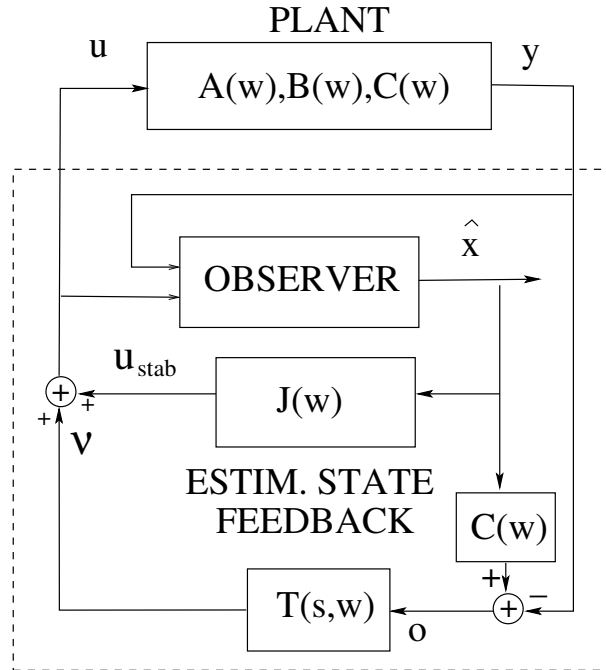 PLANT
u
y
A(w),B(w),C(w)
x̂
OBSERVER
u_stab
J(w)
+
+
+
ν
ESTIM. STATE
FEEDBACK
C(w)
+
−
+
T(s,w)
o